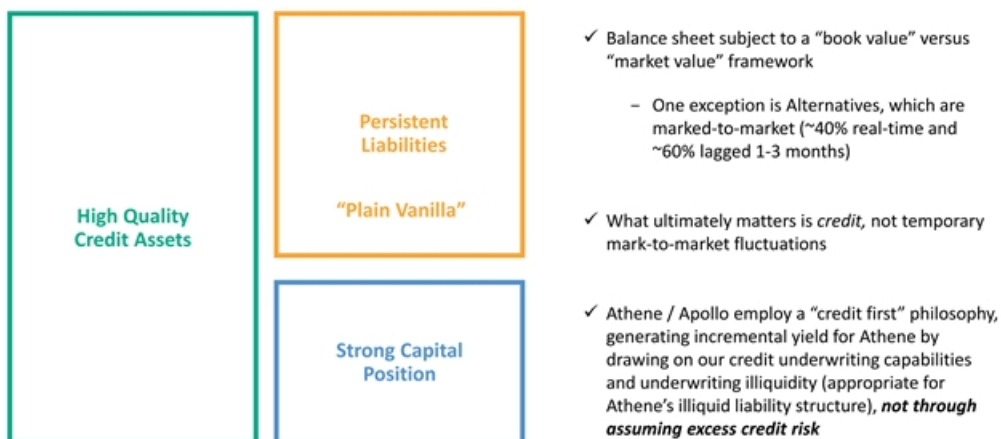 High Quality
Credit Assets
Persistent
Liabilities
“Plain Vanilla”
Strong Capital
Position
✓ Balance sheet subject to a “book value” versus
“market value” framework
– One exception is Alternatives, which are
marked-to-market (~40% real-time and
~60% lagged 1-3 months)
✓ What ultimately matters is credit, not temporary
mark-to-market fluctuations
✓ Athene / Apollo employ a “credit first” philosophy,
generating incremental yield for Athene by
drawing on our credit underwriting capabilities
and underwriting illiquidity (appropriate for
Athene’s illiquid liability structure), not through
assuming excess credit risk